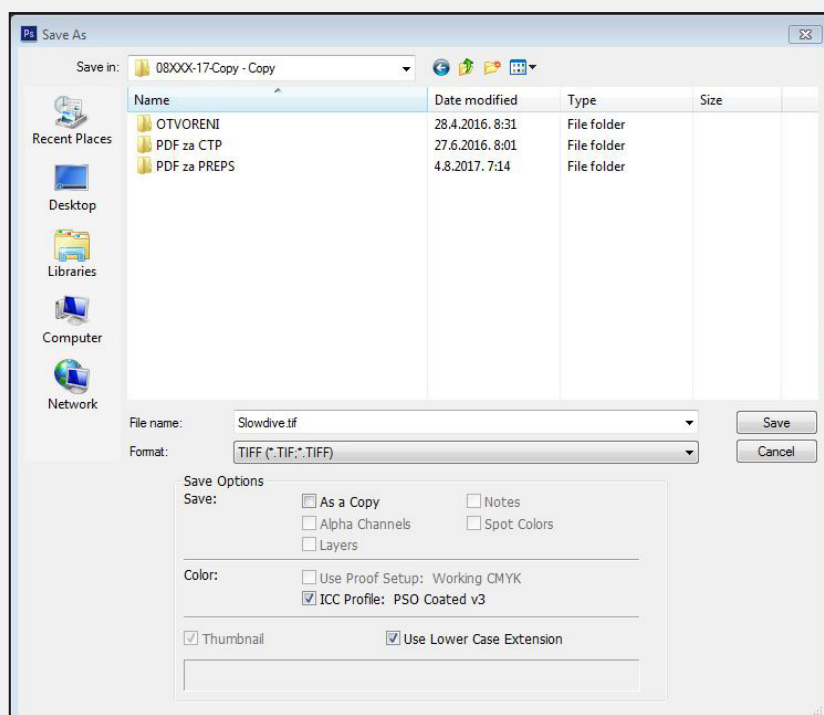 Ps Save As
Save in: 08XXX-17-Copy - Copy
Name Date modified Type Size
OTVORENI 28.4.2016. 8:31 File folder
PDF za CTP 27.6.2016. 8:01 File folder
PDF za PREPS 4.8.2017. 7:14 File folder
Recent Places
Desktop
Libraries
Computer
Network
File name: Slowdive.tif Save
Format: TIFF (*.TIF;*.TIFF) Cancel
Save Options
Save: As a Copy Notes
Alpha Channels Spot Colors
Layers
Color: Use Proof Setup: Working CMYK
ICC Profile: PSO Coated v3
Thumbnail Use Lower Case Extension